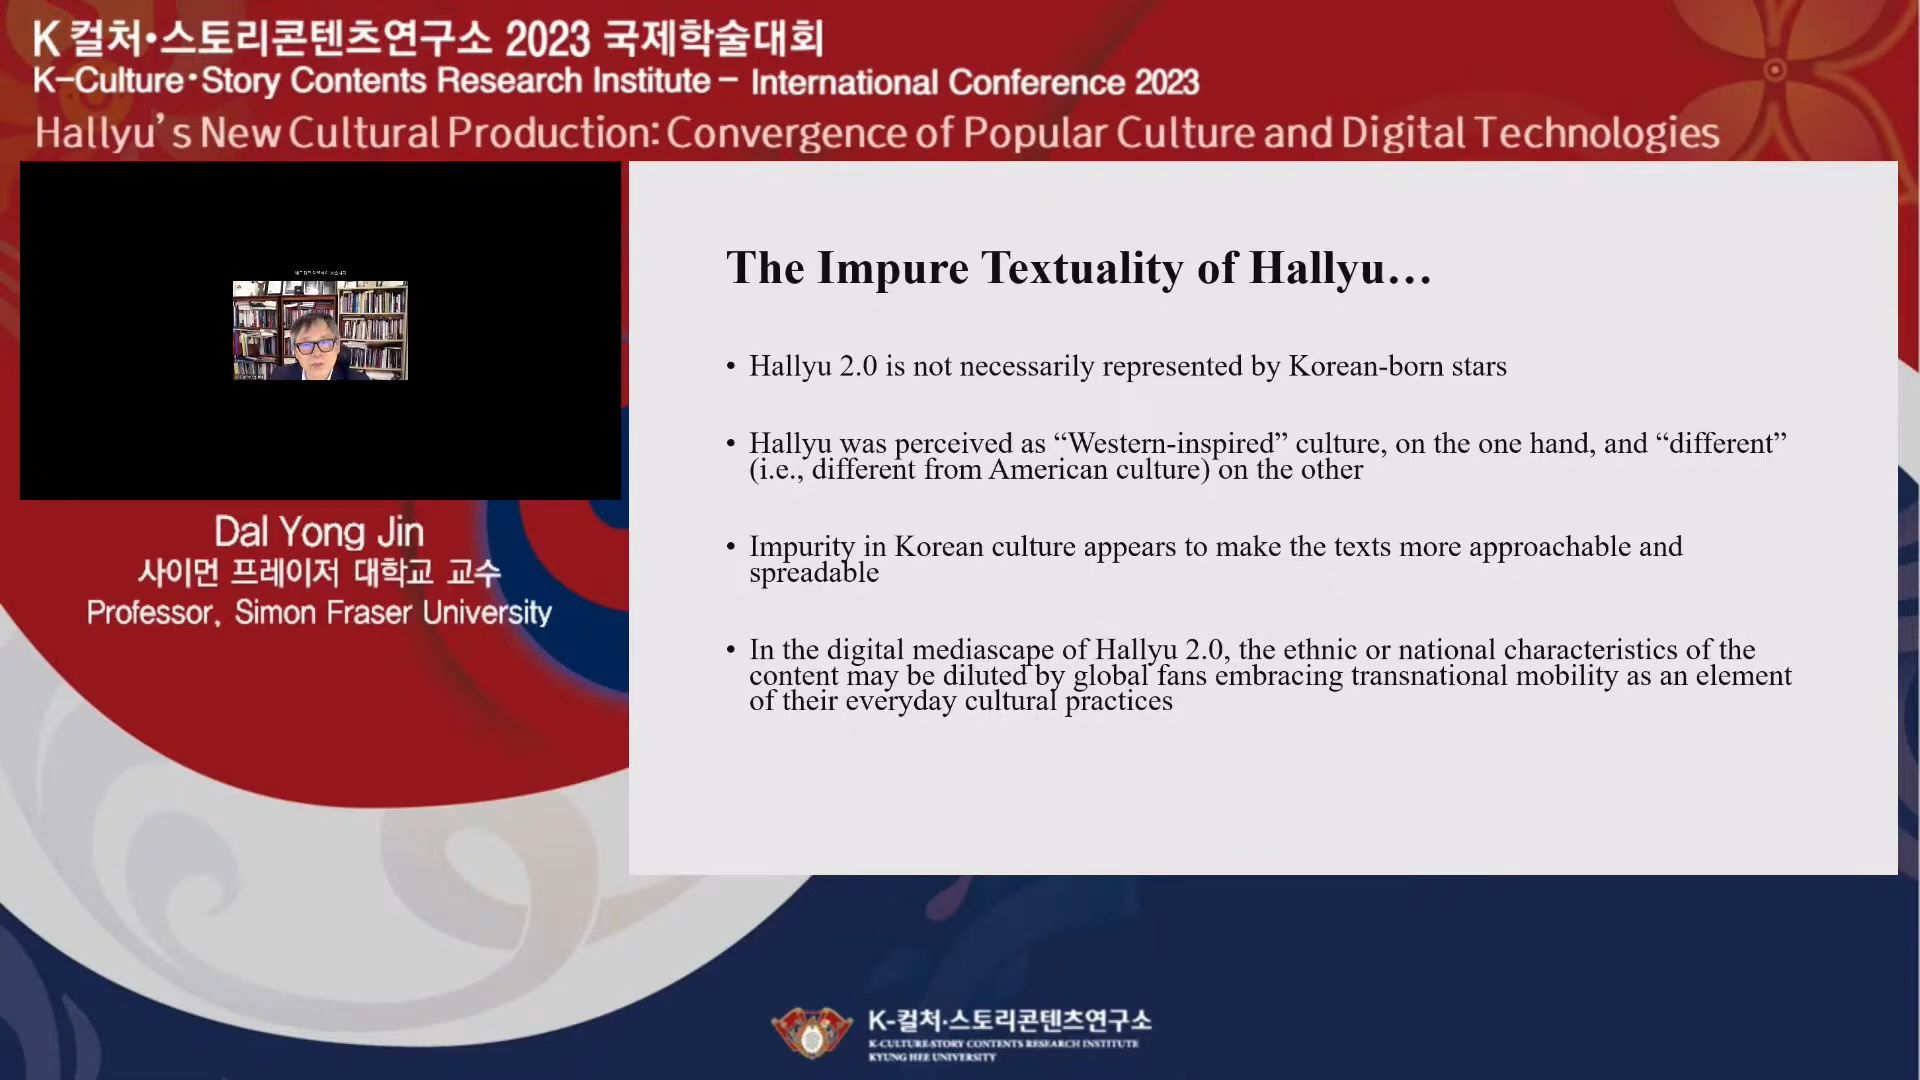 K 컬처•스토리콘텐츠연구소 2023 국제학술대회
K-Culture•Story Contents Research Institute - International Conference 2023
Hallyu's New Cultural Production: Convergence of Popular Culture and Digital Technologies
Dal Yong Jin
사이먼 프레이저 대학교 교수
Professor, Simon Fraser University
The Impure Textuality of Hallyu…
• Hallyu 2.0 is not necessarily represented by Korean-born stars
• Hallyu was perceived as “Western-inspired” culture, on the one hand, and “different”
(i.e., different from American culture) on the other
• Impurity in Korean culture appears to make the texts more approachable and
spreadable
• In the digital mediascape of Hallyu 2.0, the ethnic or national characteristics of the
content may be diluted by global fans embracing transnational mobility as an element
of their everyday cultural practices
K-컬처·스토리콘텐츠연구소
K-CULTURE·STORY CONTENTS RESEARCH INSTITUTE
KYUNG HEE UNIVERSITY